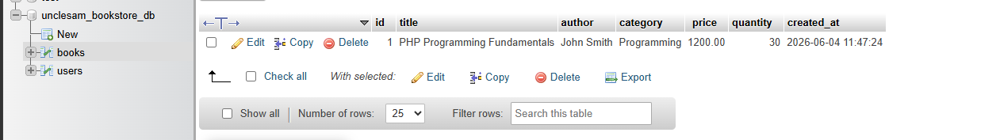 unclesam_bookstore_db
New
books
users
id title author category price quantity created_at
Edit Copy Delete 1 PHP Programming Fundamentals John Smith Programming 1200.00 30 2026-06-04 11:47:24
Check all With selected: Edit Copy Delete Export
Show all Number of rows: 25 Filter rows: Search this table